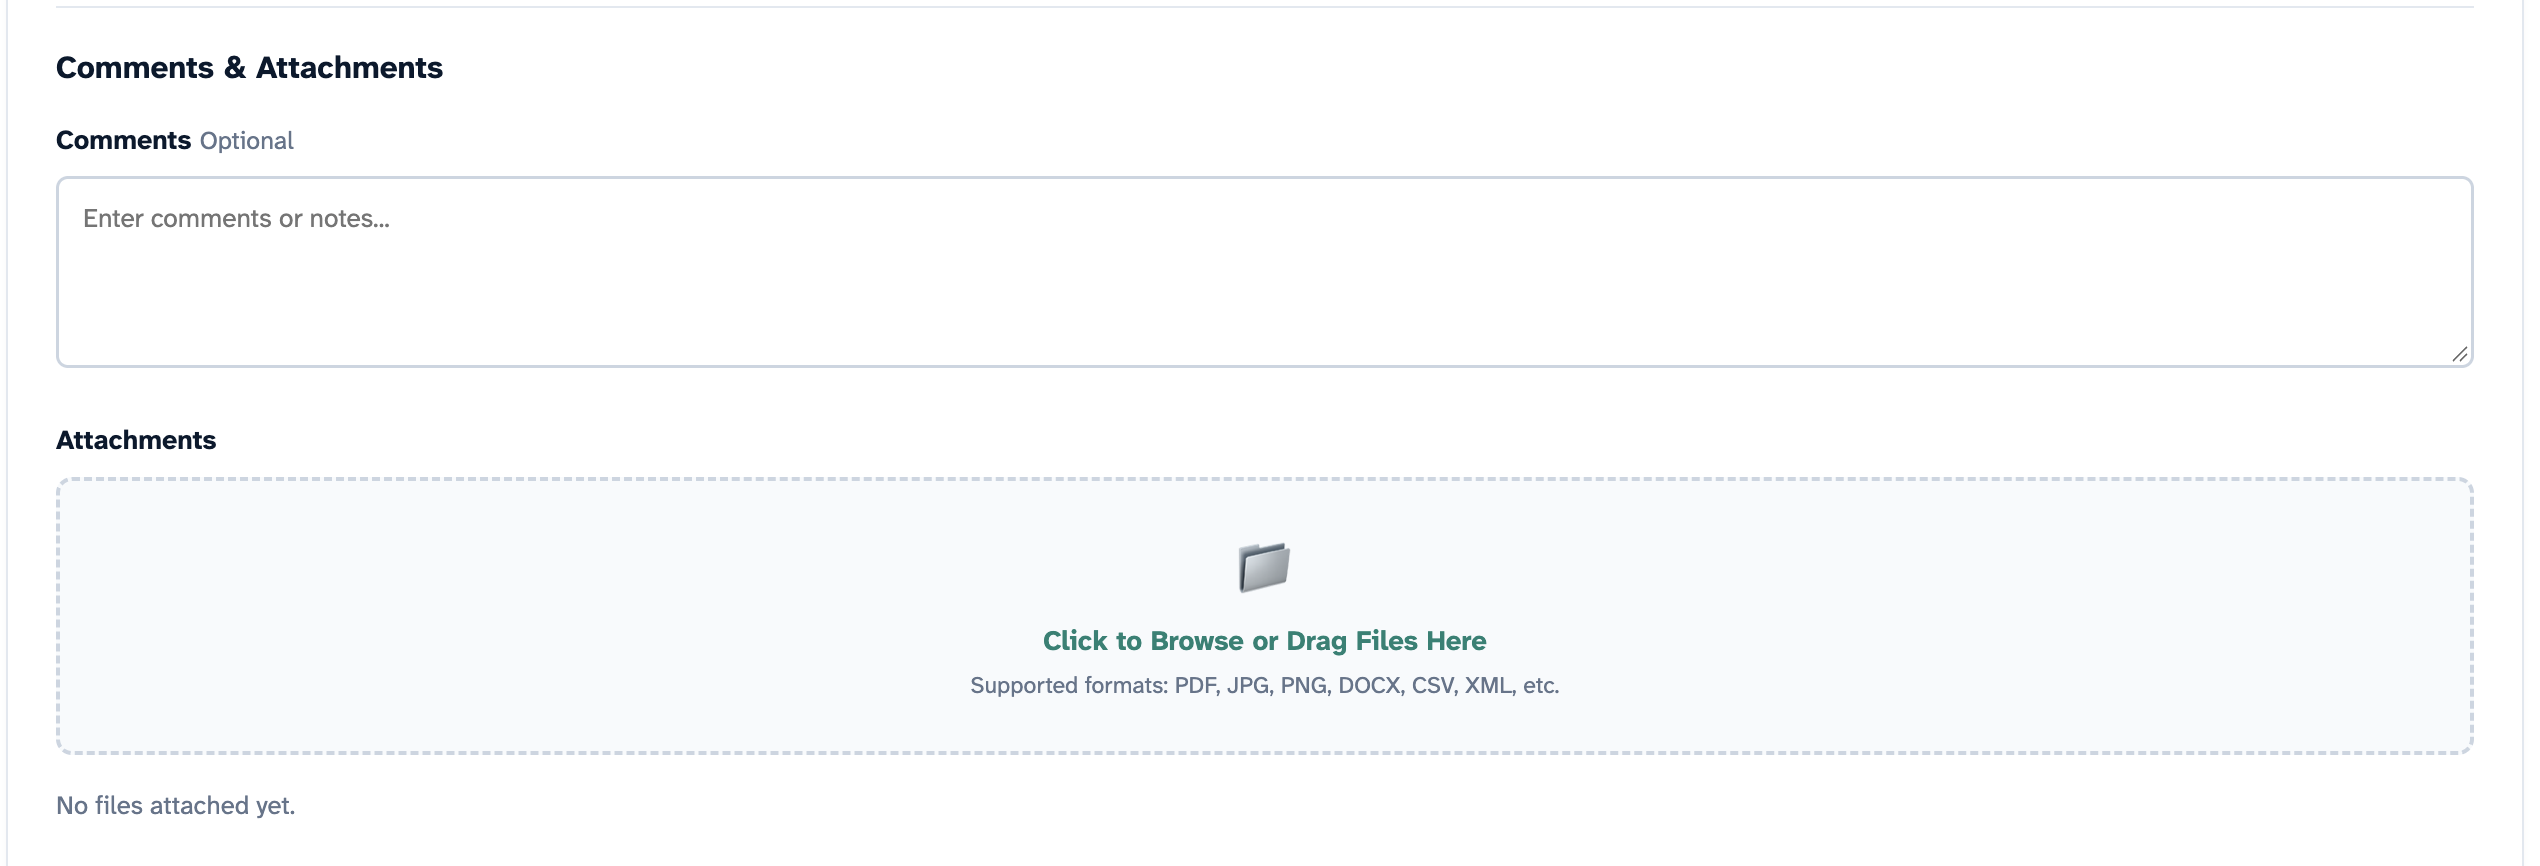 Comments & Attachments
Comments Optional
Enter comments or notes...
Attachments
Click to Browse or Drag Files Here
Supported formats: PDF, JPG, PNG, DOCX, CSV, XML, etc.
No files attached yet.